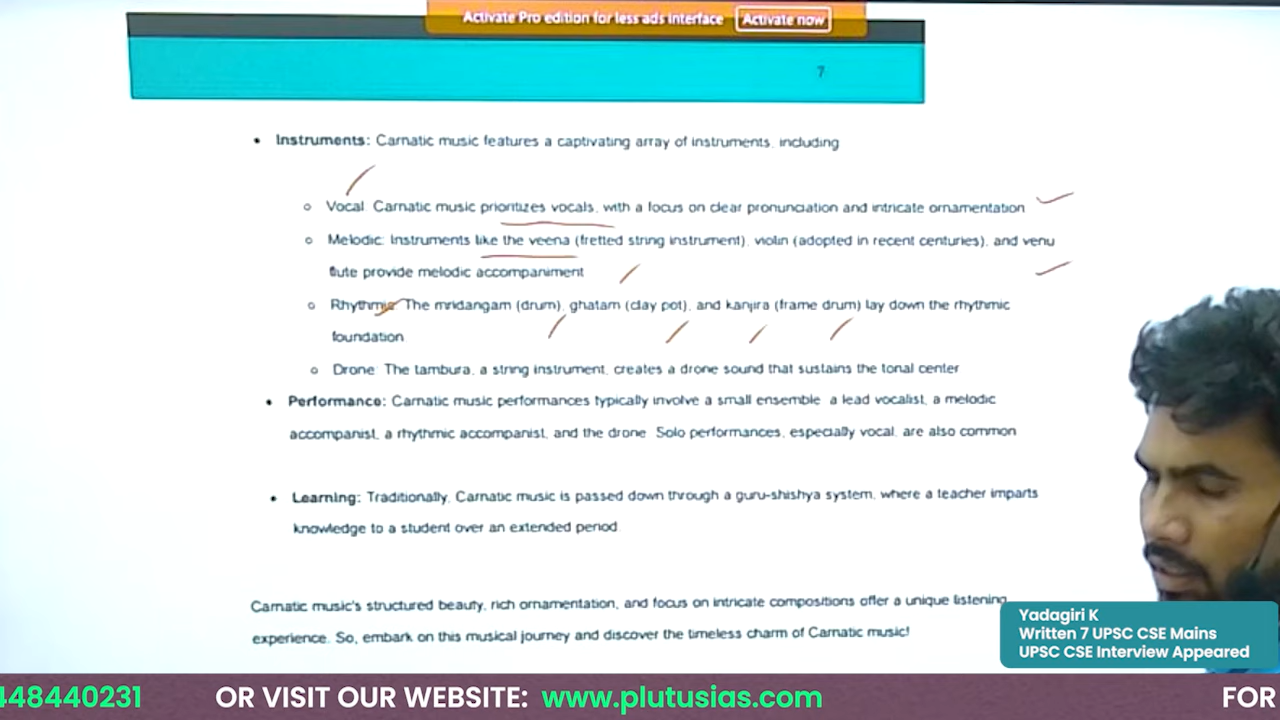 Activate Pro edition for less ads interface Activate now
7
• Instruments: Carnatic music features a captivating array of instruments, including
o Vocal Carnatic music prioritizes vocals, with a focus on clear pronunciation and intricate ornamentation
o Melodic: Instruments like the veena (fretted string instrument), violin (adopted in recent centuries), and venu
flute provide melodic accompaniment
o Rhythmic The mridangam (drum), ghatam (clay pot), and kanjira (frame drum) lay down the rhythmic
foundation
o Drone The tambura, a string instrument, creates a drone sound that sustains the tonal center
• Performance: Carnatic music performances typically involve a small ensemble a lead vocalist, a melodic
accompanist, a rhythmic accompanist, and the drone Solo performances, especially vocal, are also common
• Learning: Traditionally, Carnatic music is passed down through a guru-shishya system, where a teacher imparts
knowledge to a student over an extended period
Carnatic music's structured beauty, rich ornamentation, and focus on intricate compositions offer a unique listening
experience. So, embark on this musical journey and discover the timeless charm of Carnatic music!
Yadagiri K
Written 7 UPSC CSE Mains
UPSC CSE Interview Appeared
448440231 OR VISIT OUR WEBSITE: www.plutusias.com FOR